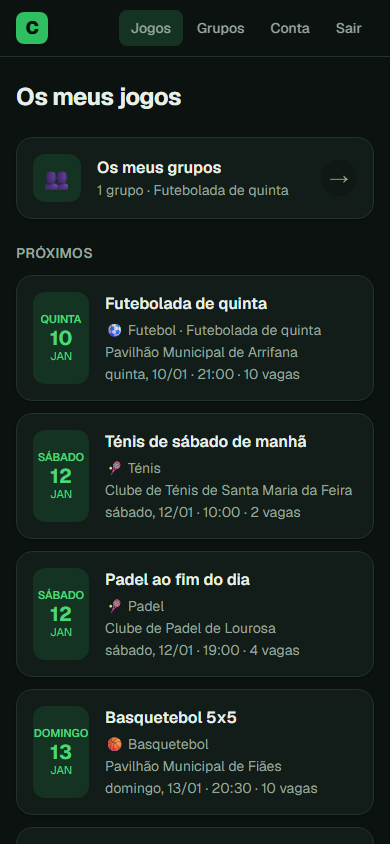 C
Jogos
Grupos
Conta
Sair
Os meus jogos
Os meus grupos
1 grupo · Futebolada de quinta
→
PRÓXIMOS
QUINTA
10
JAN
Futebolada de quinta
Futebol · Futebolada de quinta
Pavilhão Municipal de Arrifana
quinta, 10/01 · 21:00 · 10 vagas
SÁBADO
12
JAN
Ténis de sábado de manhã
Ténis
Clube de Ténis de Santa Maria da Feira
sábado, 12/01 · 10:00 · 2 vagas
SÁBADO
12
JAN
Padel ao fim do dia
Padel
Clube de Padel de Lourosa
sábado, 12/01 · 19:00 · 4 vagas
DOMINGO
13
JAN
Basquetebol 5x5
Basquetebol
Pavilhão Municipal de Fiães
domingo, 13/01 · 20:30 · 10 vagas